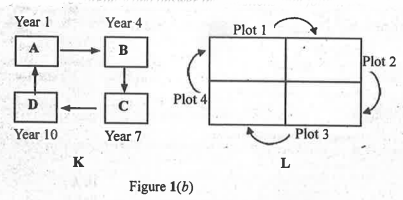 Year 1 Year 4
A B
D C
Year 10 Year 7
K
Plot 1
Plot 2
Plot 4
Plot 3
L
Figure 1(b)